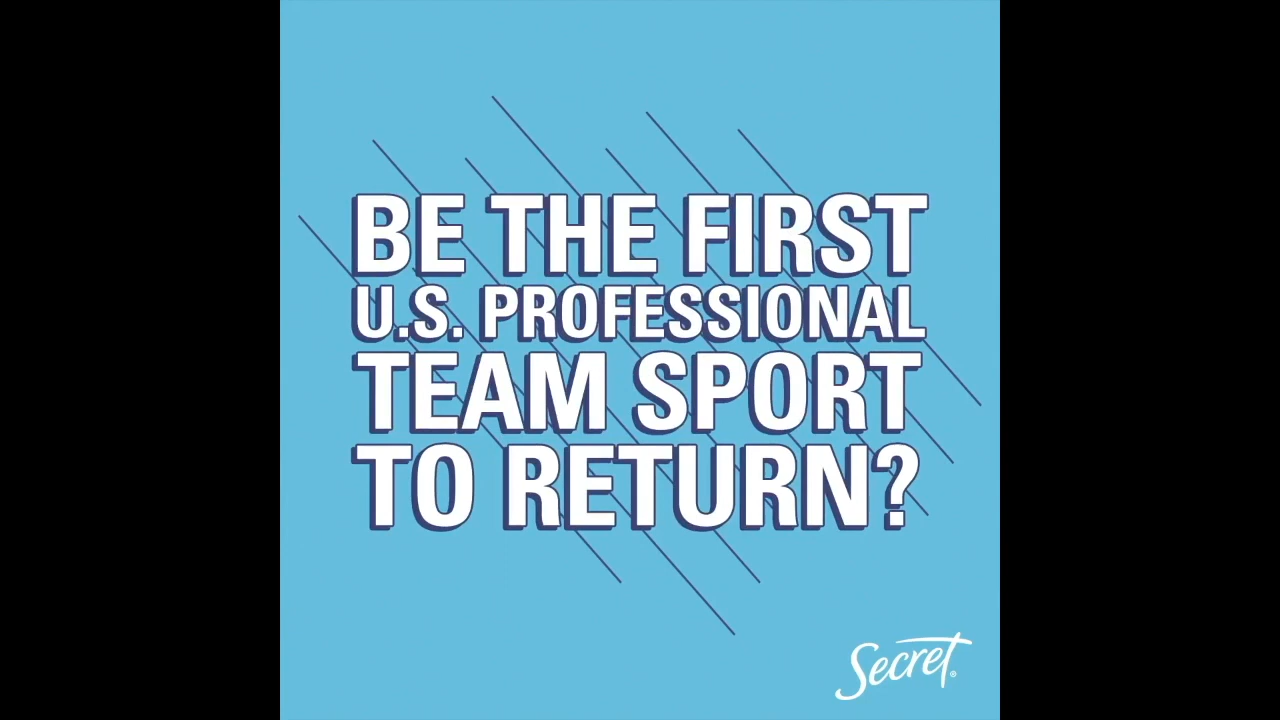 BE THE FIRST
U.S. PROFESSIONAL
TEAM SPORT
TO RETURN?
Secret®